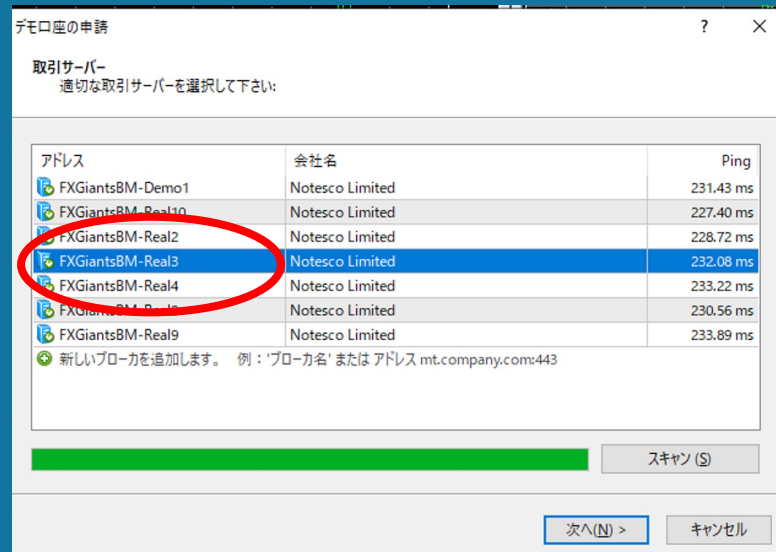 デモ口座の申請 ? ×
取引サーバー
適切な取引サーバーを選択して下さい:
アドレス 会社名 Ping
FXGiantsBM-Demo1 Notesco Limited 231.43 ms
FXGiantsBM-Real10 Notesco Limited 227.40 ms
FXGiantsBM-Real2 Notesco Limited 228.72 ms
FXGiantsBM-Real3 Notesco Limited 232.08 ms
FXGiantsBM-Real4 Notesco Limited 233.22 ms
Notesco Limited 230.56 ms
FXGiantsBM-Real9 Notesco Limited 233.89 ms
新しいブローカを追加します。 例：'ブローカ名' または アドレス mt.company.com:443
スキャン (S)
次へ(N) > キャンセル